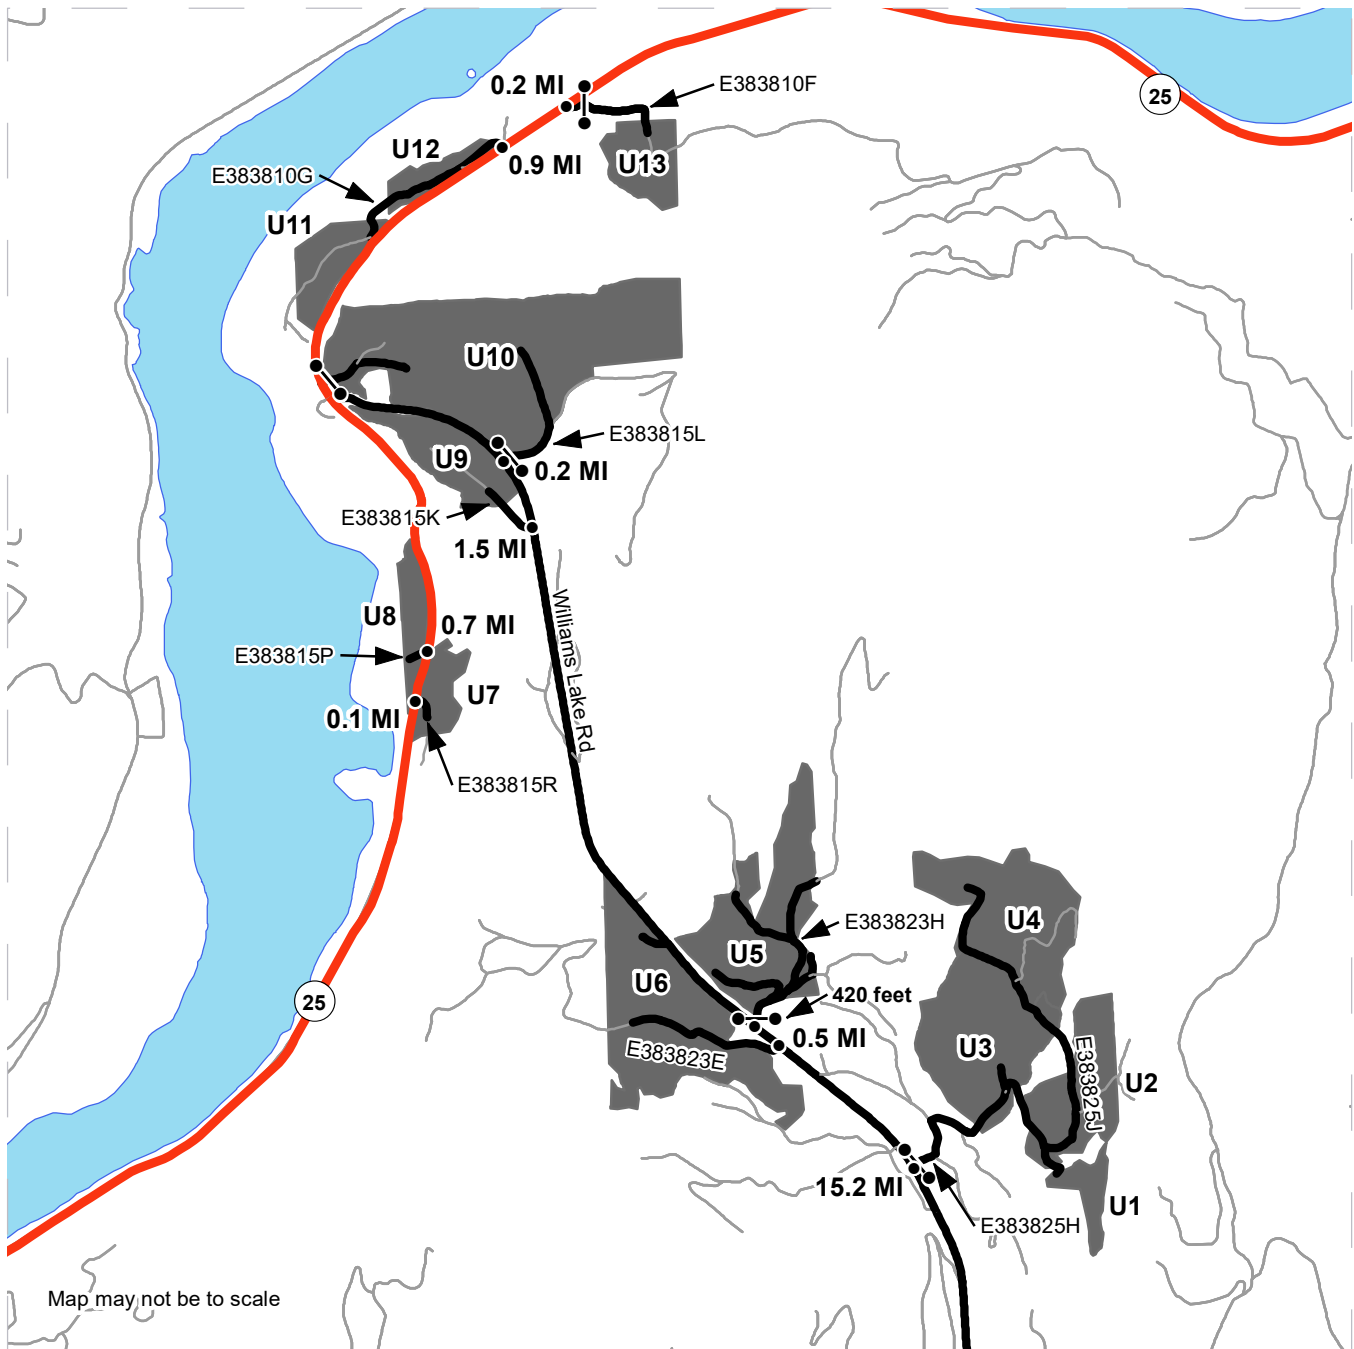 0.2 MI
E383810F
25
U12
0.9 MI
U13
E383810G
U11
U10
E383815L
U9
0.2 MI
E383815K
1.5 MI
Williams Lake Rd
U8
0.7 MI
E383815P
U7
0.1 MI
E383815R
U4
E383823H
U5
U6
420 feet
25
0.5 MI
U3
E383823E
E383825J
U2
15.2 MI
U1
E383825H
Map may not be to scale